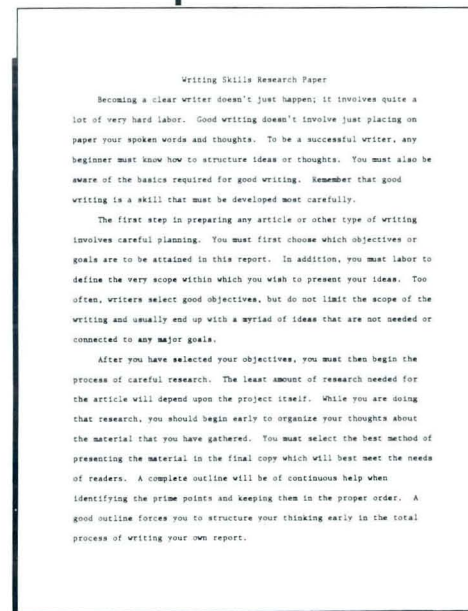 Writing Skills Research Paper
Becoming a clear writer doesn't just happen; it involves quite a
lot of very hard labor. Good writing doesn't involve just placing on
paper your spoken words and thoughts. To be a successful writer, any
beginner must know how to structure ideas or thoughts. You must also be
aware of the basics required for good writing. Remember that good
writing is a skill that must be developed most carefully.
The first step in preparing any article or other type of writing
involves careful planning. You must first choose which objectives or
goals are to be attained in this report. In addition, you must labor to
define the very scope within which you wish to present your ideas. Too
often, writers select good objectives, but do not limit the scope of the
writing and usually end up with a myriad of ideas that are not needed or
connected to any major goals.
After you have selected your objectives, you must then begin the
process of careful research. The least amount of research needed for
the article will depend upon the project itself. While you are doing
that research, you should begin early to organize your thoughts about
the material that you have gathered. You must select the best method of
presenting the material in the final copy which will best meet the needs
of readers. A complete outline will be of continuous help when
identifying the prime points and keeping them in the proper order. A
good outline forces you to structure your thinking early in the total
process of writing your own report.